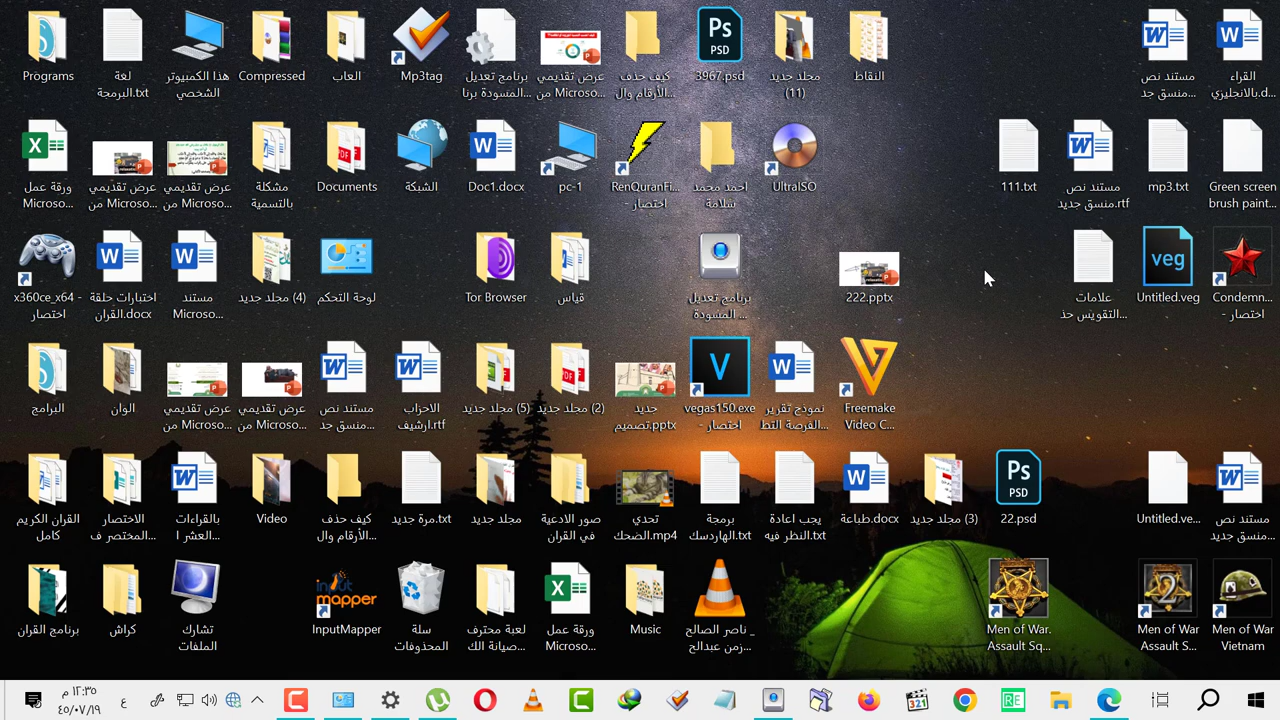 Programs
لغة
البرمجة.txt
هذا الكمبيوتر
الشخصي
Compressed
العاب
Mp3tag
برنامج تعديل
المسودة برنا...
عرض تقديمي
من Microso...
كيف حذف
الأرقام وال...
PSD
3967.psd
مجلد جديد
(11)
النقاط
مستند نص
منسق جد...
القراء
بالانجليزي.d...
ورقة عمل
Microso...
عرض تقديمي
من Microso...
عرض تقديمي
من Microso...
مشكلة
بالتسمية
Documents
الشبكة
Doc1.docx
pc-1
RenQuranFi...
- اختصار
احمد محمد
سلامة
UltraISO
111.txt
مستند نص
منسق جديد.rtf
mp3.txt
Green screen
brush paint...
x360ce_x64 -
اختصار
اختبارات حلقة
القران.docx
مستند
Microso...
مجلد جديد (4)
لوحة التحكم
Tor Browser
قياس
برنامج تعديل
المسودة ...
222.pptx
علامات
التقويس حذ...
veg
Untitled.veg
Condemn...
- اختصار
البرامج
الوان
عرض تقديمي
من Microso...
عرض تقديمي
من Microso...
مستند نص
منسق جد...
الاحزاب
ارشيف.rtf
مجلد جديد (5)
مجلد جديد (2)
جديد
تصميم.pptx
vegas150.exe
- اختصار
نموذج تقرير
الفرصة التط...
Freemake
Video C...
القران الكريم
كامل
الاختصار
المختصر ف...
بالقراءات
العشر ا...
Video
كيف حذف
الأرقام وال...
مرة جديد.txt
مجلد جديد
صور الادعية
في القران
تحدي
الضحك.mp4
برمجة
الهاردسك.txt
يجب اعادة
النظر فيه.txt
طباعة.docx
مجلد جديد (3)
PSD
22.psd
Untitled.ve...
مستند نص
منسق جديد...
برنامج القران
كراش
تشارك
الملفات
input
mapper
InputMapper
سلة
المحذوفات
لعبة محترف
صيانة الك...
ورقة عمل
Microso...
Music
ناصر الصالح _
زمن عبدالح...
Men of War.
Assault Sq...
Men of War
Assault S...
Men of War
Vietnam
١٢:٣٥ م
٤٥/٠٧/١٩
ع